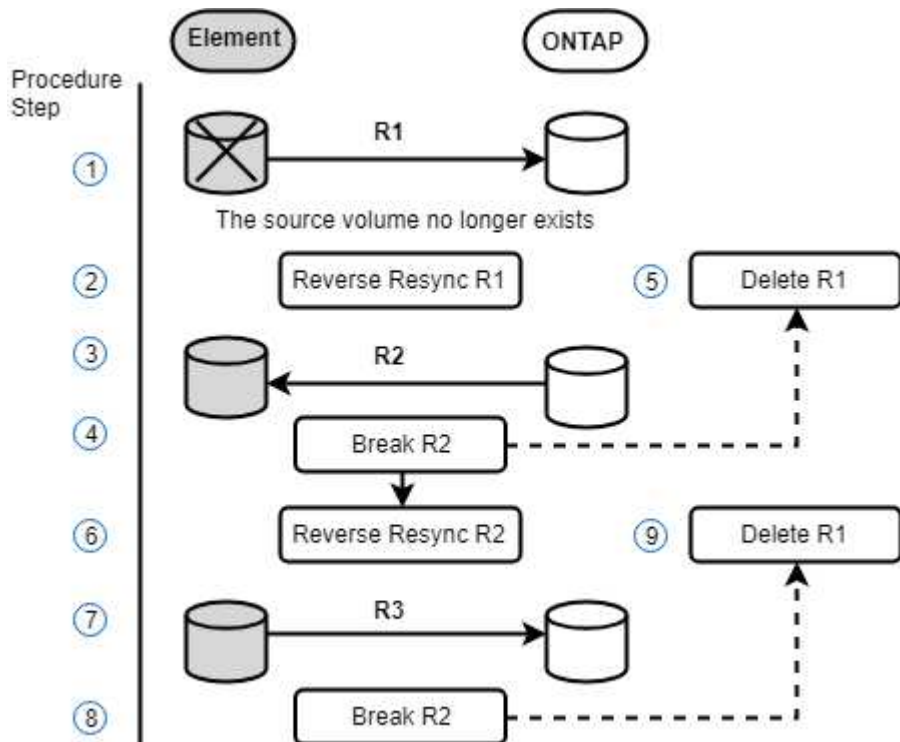 Element
ONTAP
Procedure
Step
R1
1
The source volume no longer exists
2
Reverse Resync R1
5
Delete R1
3
R2
4
Break R2
6
Reverse Resync R2
9
Delete R1
7
R3
8
Break R2